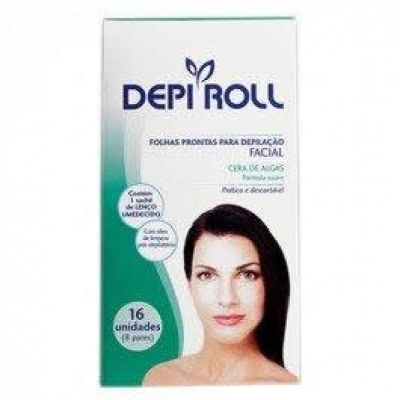 DEPI ROLL
FOLHAS PRONTAS PARA DEPILAÇÃO
FACIAL
CERA DE ALGAS
Fórmula suave
Prático e descartável
Contém
1 sachê
de LENÇO
UMEDECIDO
Com óleo
de limpeza
pós-depilatório
16
unidades
(8 pares)